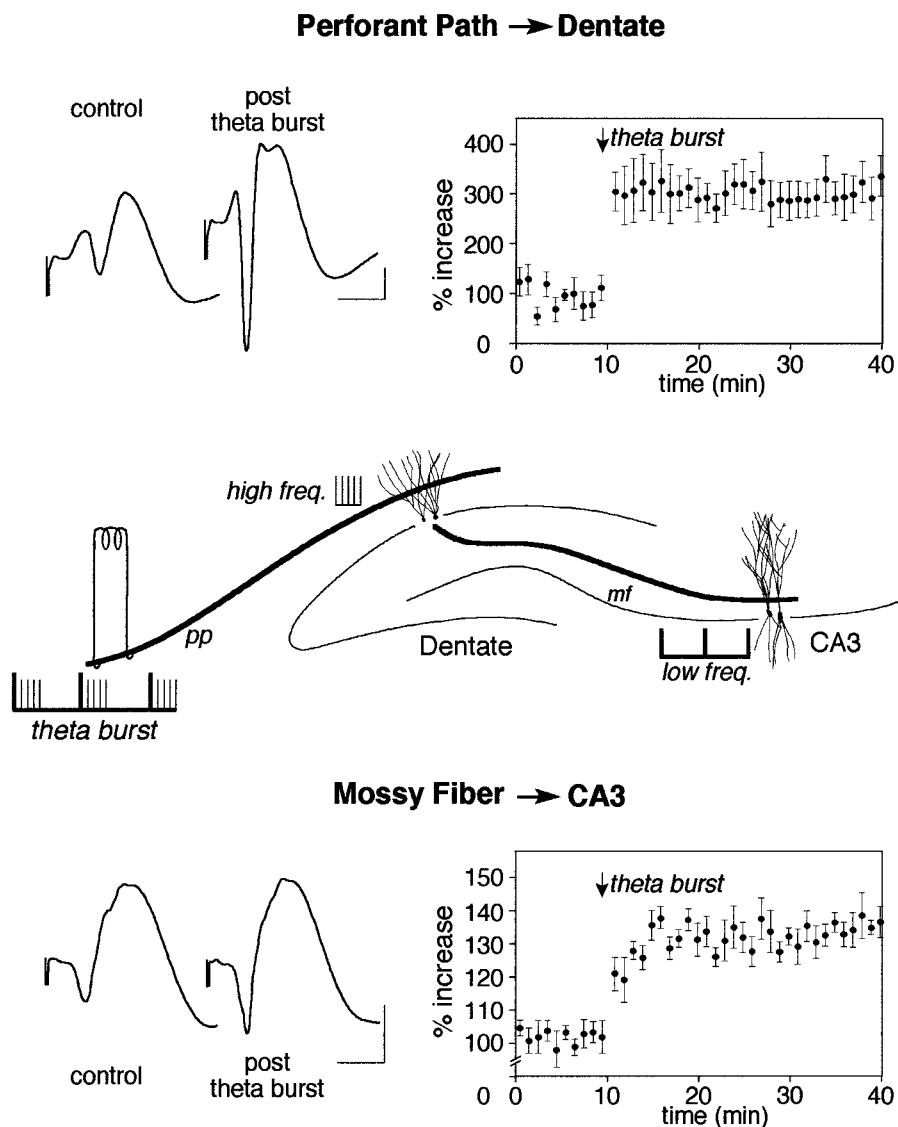 Perforant Path → Dentate
control
post
theta burst
% increase
400
300
200
100
0
theta burst
0 10 20 30 40
time (min)
high freq.
pp
theta burst
Dentate
mf
low freq.
CA3
Mossy Fiber → CA3
control
post
theta burst
% increase
150
140
130
120
110
100
0
theta burst
0 10 20 30 40
time (min)